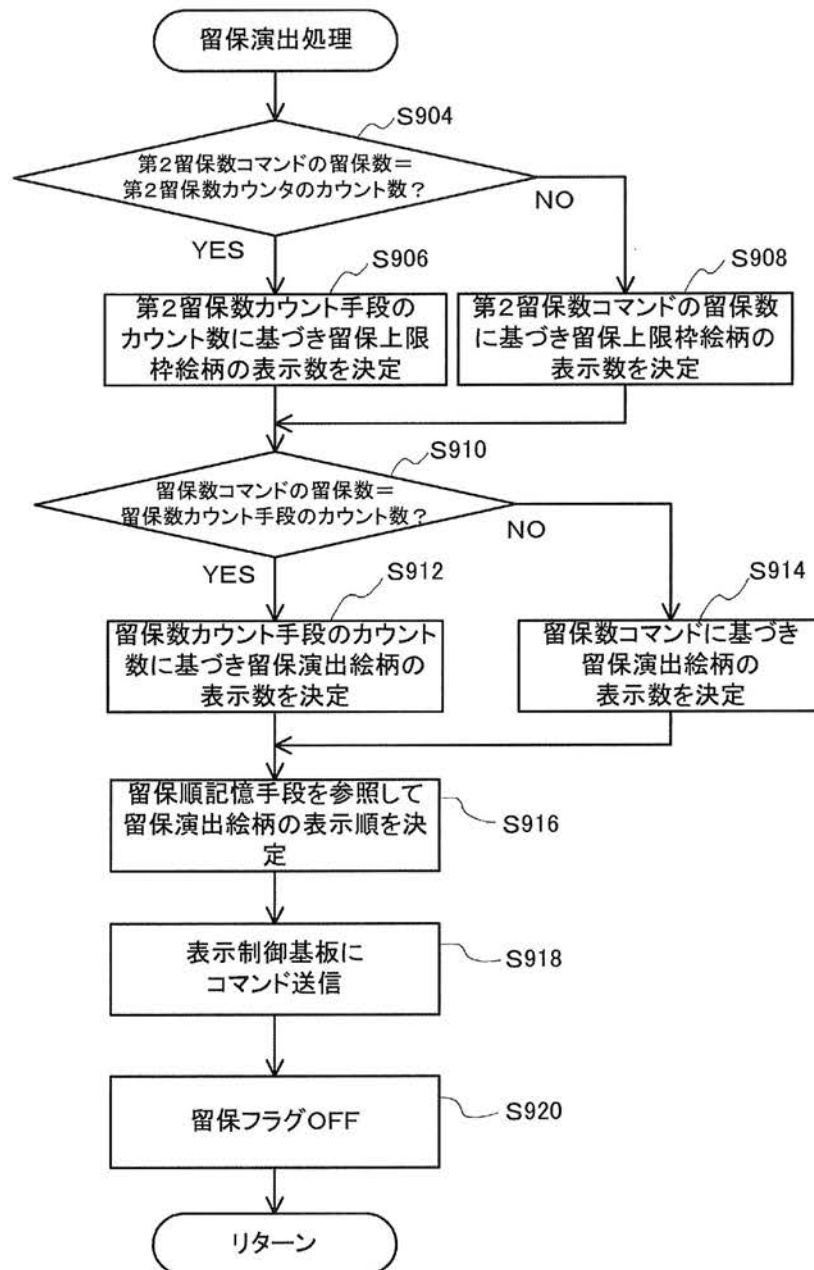 留保演出処理
S904
第2留保数コマンドの留保数＝
第2留保数カウンタのカウント数？
NO
YES
S906
S908
第2留保数カウント手段の
カウント数に基づき留保上限
枠絵柄の表示数を決定
第2留保数コマンドの留保数
に基づき留保上限枠絵柄の
表示数を決定
S910
留保数コマンドの留保数＝
留保数カウント手段のカウント数？
NO
YES
S912
S914
留保数カウント手段のカウント
数に基づき留保演出絵柄の
表示数を決定
留保数コマンドに基づき
留保演出絵柄の
表示数を決定
留保順記憶手段を参照して
留保演出絵柄の表示順を決
定
S916
表示制御基板に
コマンド送信
S918
留保フラグOFF
S920
リターン